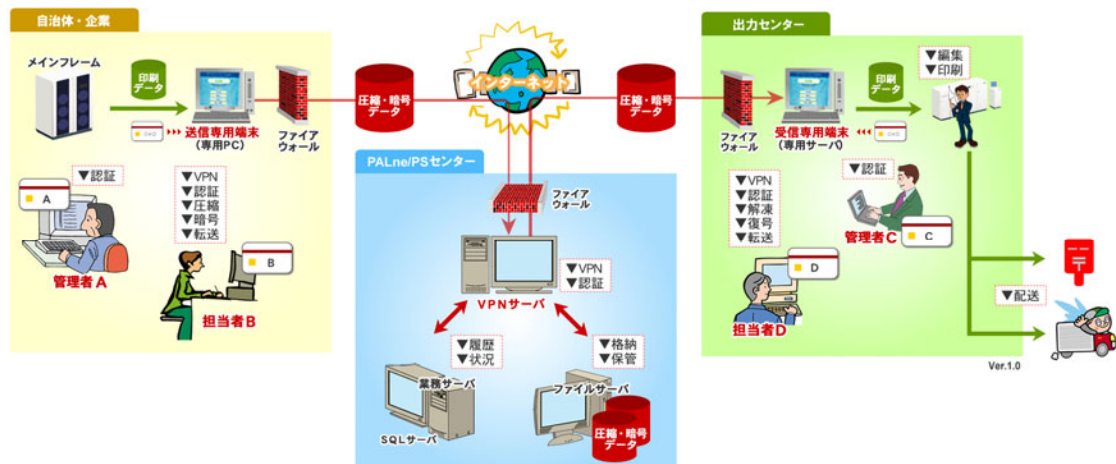 自治体・企業
メインフレーム
印刷
データ
送信専用端末
(専用PC)
ファイア
ウォール
▼認証
A
管理者A
▼VPN
▼認証
▼圧縮
▼暗号
▼転送
B
担当者B
圧縮・暗号
データ
インターネット
圧縮・暗号
データ
PALne/PSセンター
ファイア
ウォール
▼VPN
▼認証
VPNサーバ
▼履歴
▼状況
▼格納
▼保管
業務サーバ
SQLサーバ
ファイルサーバ
圧縮・暗号
データ
出力センター
ファイア
ウォール
受信専用端末
(専用サーバ)
印刷
データ
▼編集
▼印刷
▼VPN
▼認証
▼解凍
▼復号
▼転送
▼認証
管理者C
C
D
担当者D
▼配送
Ver.1.0